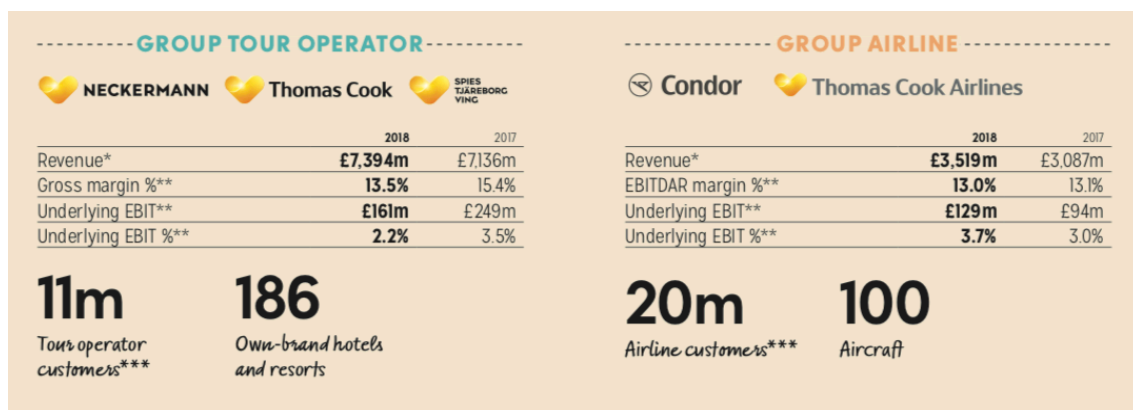 GROUP TOUR OPERATOR
NECKERMANN Thomas Cook SPIES
TJÄREBORG
VING
2018 2017
Revenue* £7,394m £7,136m
Gross margin %** 13.5% 15.4%
Underlying EBIT** £161m £249m
Underlying EBIT %** 2.2% 3.5%
11m
Tour operator
customers***
186
Own-brand hotels
and resorts
GROUP AIRLINE
Condor Thomas Cook Airlines
2018 2017
Revenue* £3,519m £3,087m
EBITDAR margin %** 13.0% 13.1%
Underlying EBIT** £129m £94m
Underlying EBIT %** 3.7% 3.0%
20m
Airline customers***
100
Aircraft